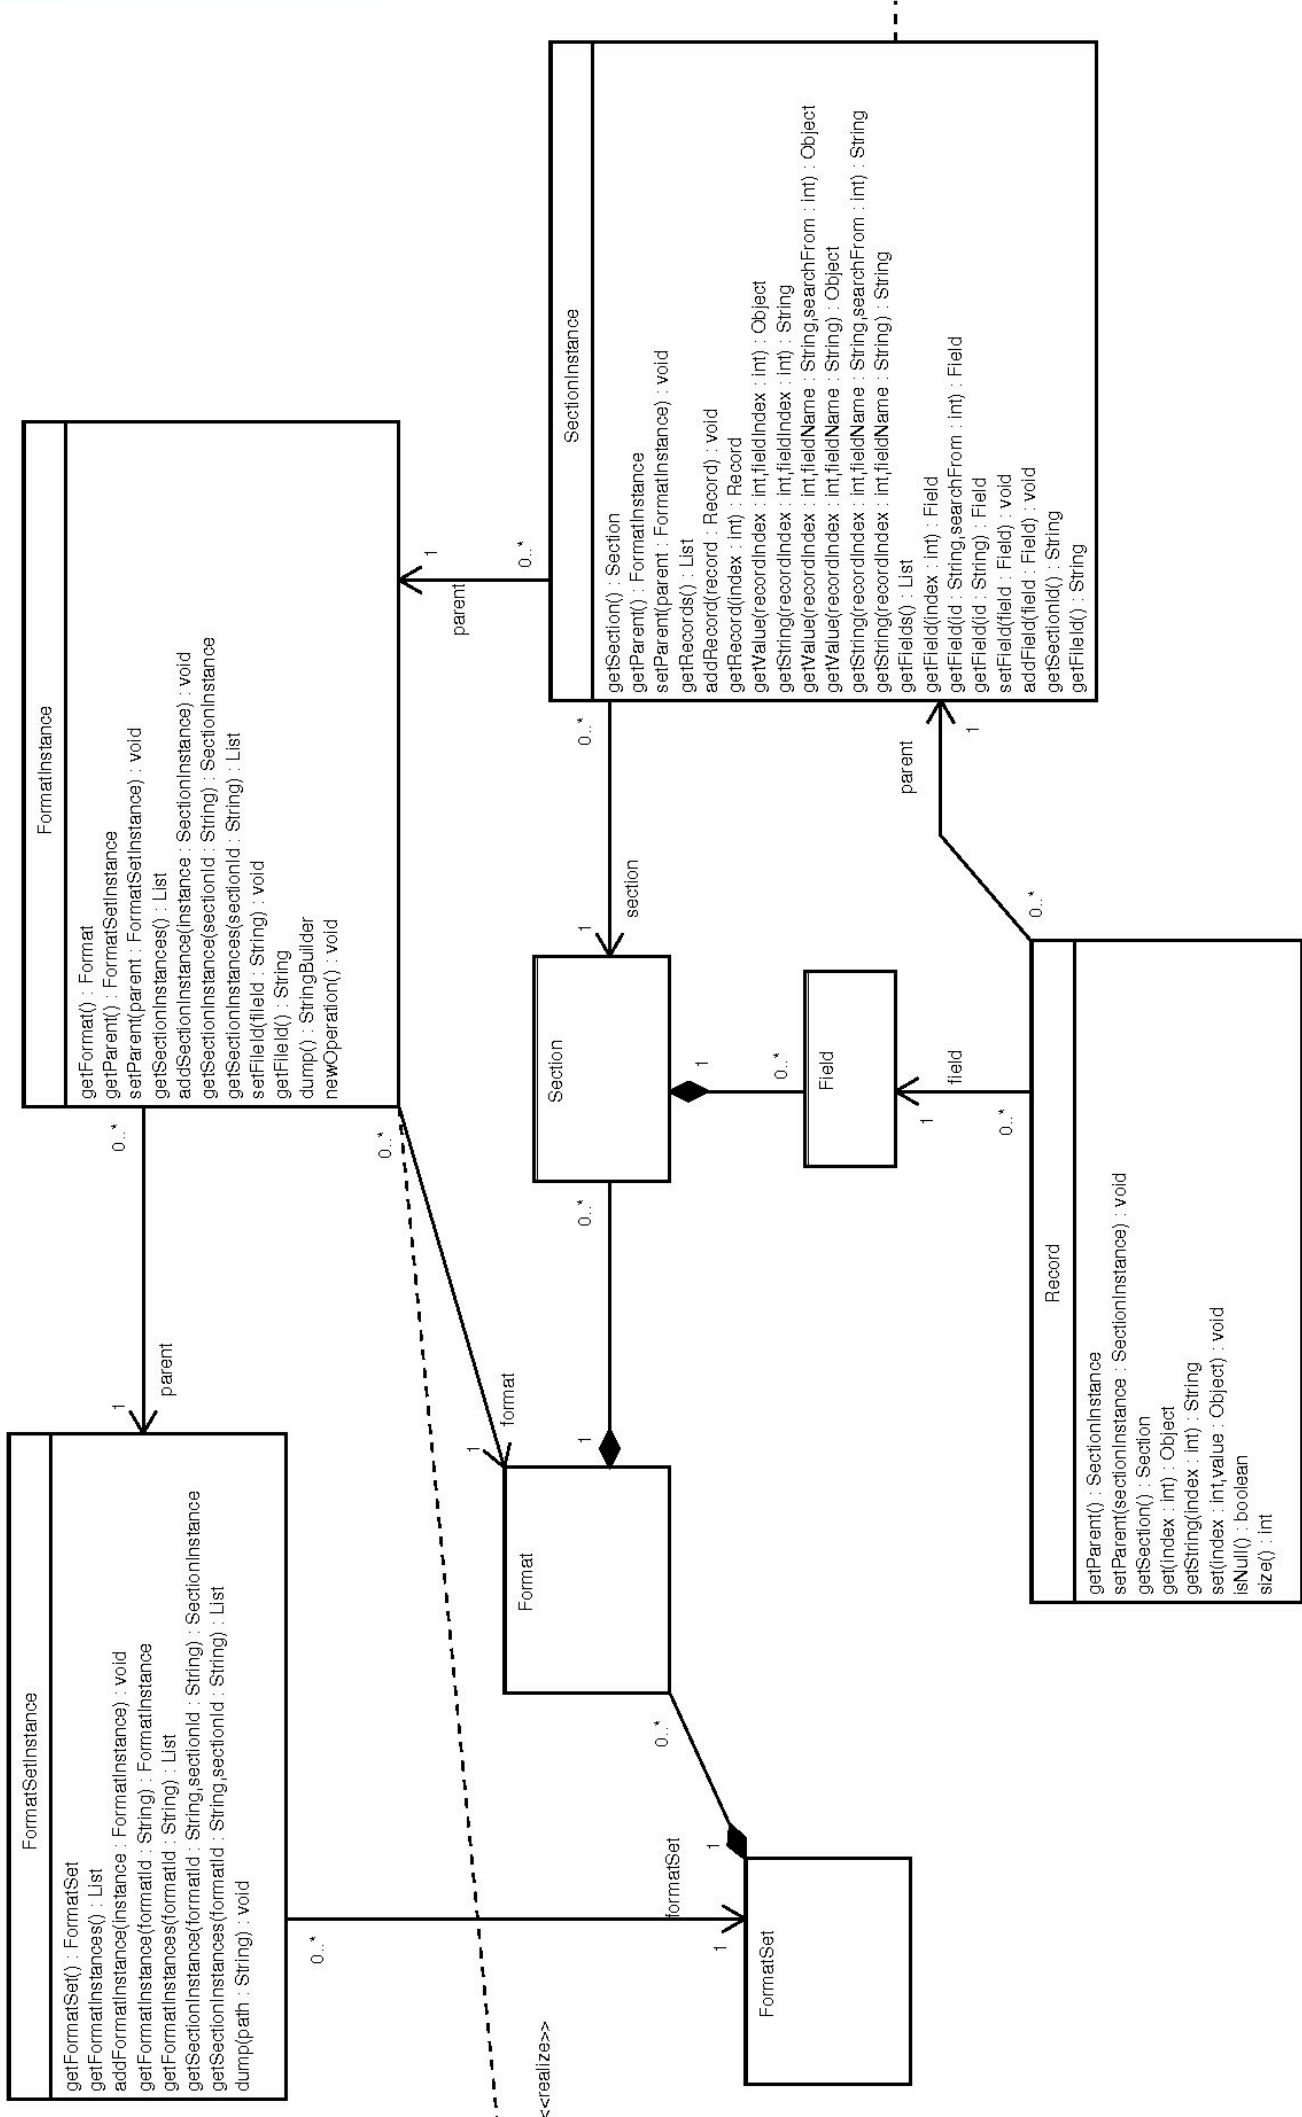 FormatSetInstance
getFormatSet() : FormatSet
getFormatInstances() : List
addFormatInstance(instance : FormatInstance) : void
getFormatInstance(formatId : String) : FormatInstance
getFormatInstances(formatId : String) : List
getSectionInstance(formatId : String,sectionId : String) : SectionInstance
getSectionInstances(formatId : String,sectionId : String) : List
dump(path : String) : void
0..*
1
parent
0..*
FormatInstance
getFormat() : Format
getParent() : FormatSetInstance
setParent(parent : FormatSetInstance) : void
getSectionInstances() : List
addSectionInstance(instance : SectionInstance) : void
getSectionInstance(sectionId : String) : SectionInstance
getSectionInstances(sectionId : String) : List
setFileId(fileId : String) : void
getFileId() : String
dump() : StringBuilder
newOperation() : void
0..*
1
parent
0..*
<<realize>>
formatSet
1
1
FormatSet
0..*
Format
1
format
1
0..*
Section
1
section
0..*
1
0..*
Field
1
field
0..*
SectionInstance
getSection() : Section
getParent() : FormatInstance
setParent(parent : FormatInstance) : void
getRecords() : List
addRecord(record : Record) : void
getRecord(index : int) : Record
getValue(recordIndex : int,fieldIndex : int) : Object
getString(recordIndex : int,fieldIndex : int) : String
getValue(recordIndex : int,fieldName : String,searchFrom : int) : Object
getValue(recordIndex : int,fieldName : String) : Object
getString(recordIndex : int,fieldName : String,searchFrom : int) : String
getString(recordIndex : int,fieldName : String) : String
getFields() : List
getField(index : int) : Field
getField(id : String,searchFrom : int) : Field
getField(id : String) : Field
setField(field : Field) : void
addField(field : Field) : void
getSectionId() : String
getFileId() : String
parent
1
0..*
Record
getParent() : SectionInstance
setParent(sectionInstance : SectionInstance) : void
getSection() : Section
get(index : int) : Object
getString(index : int) : String
set(index : int,value : Object) : void
isNull() : boolean
size() : int